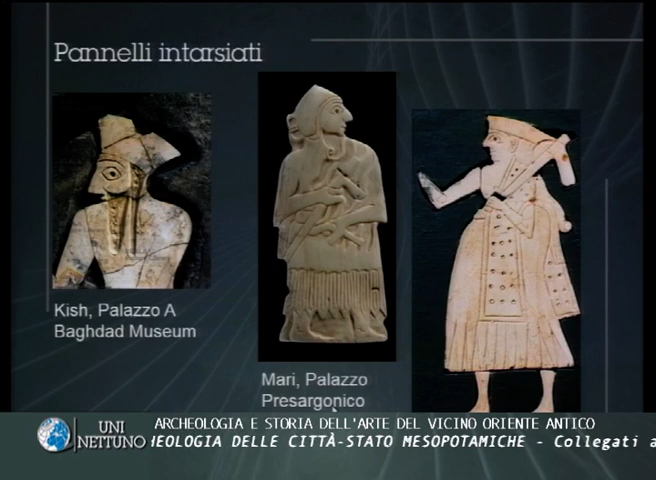 Pannelli intarsiati
Kish, Palazzo A
Baghdad Museum
Mari, Palazzo
Presargonico
UNI
NETTUNO
ARCHEOLOGIA E STORIA DELL'ARTE DEL VICINO ORIENTE ANTICO
HEOLOGIA DELLE CITTÀ-STATO MESOPOTAMICHE - Collegati a